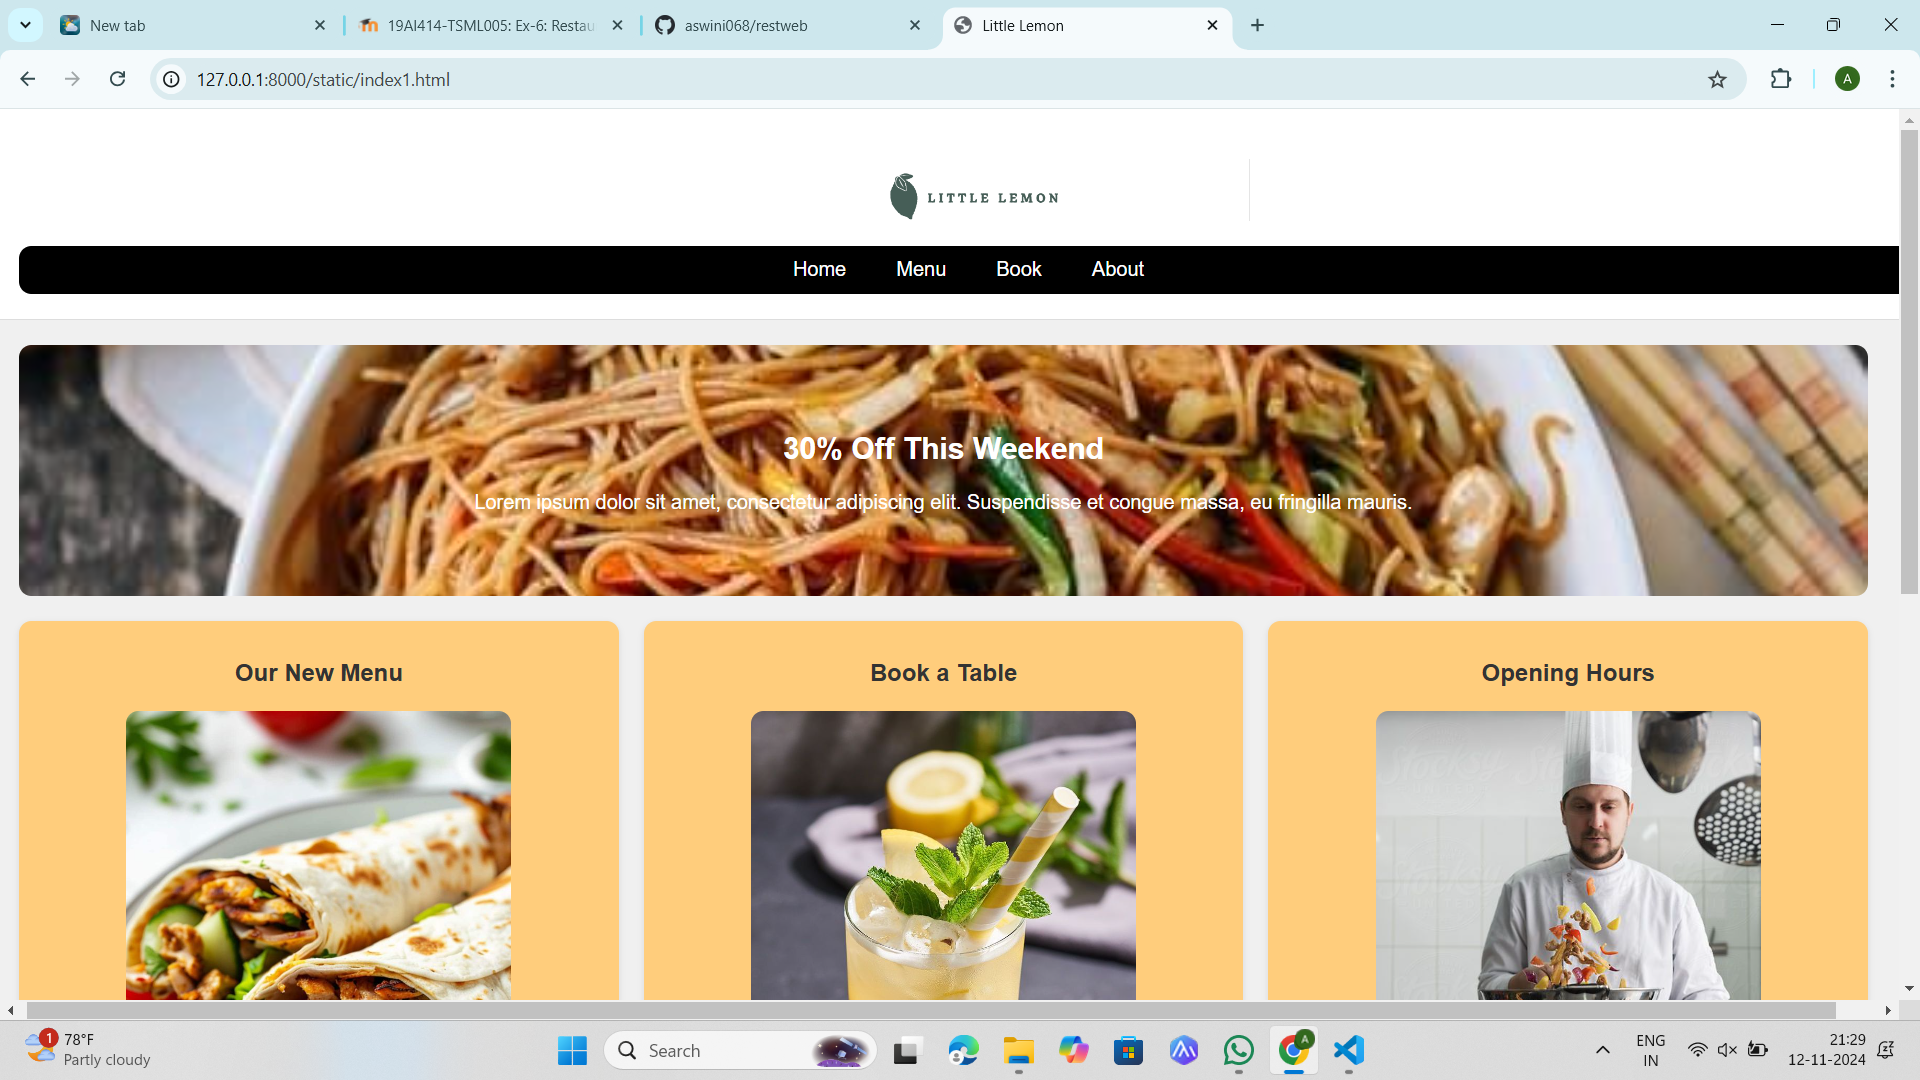 New tab
19AI414-TSML005: Ex-6: Restau
aswini068/restweb
Little Lemon
127.0.0.1:8000/static/index1.html
A
LITTLE LEMON
Home Menu Book About
30% Off This Weekend
Lorem ipsum dolor sit amet, consectetur adipiscing elit. Suspendisse et congue massa, eu fringilla mauris.
Our New Menu
Book a Table
Opening Hours
1
78°F
Partly cloudy
Search
A
ENG
IN
21:29
12-11-2024